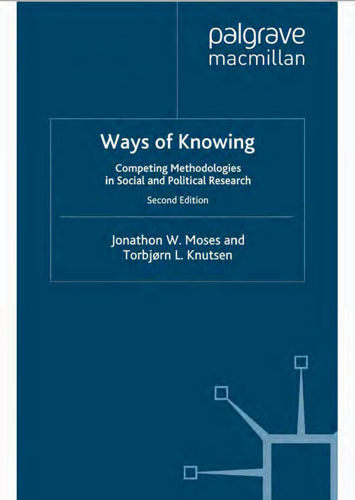 palgrave
macmillan
Ways of Knowing
Competing Methodologies
in Social and Political Research
Second Edition
Jonathon W. Moses and
Torbjørn L. Knutsen